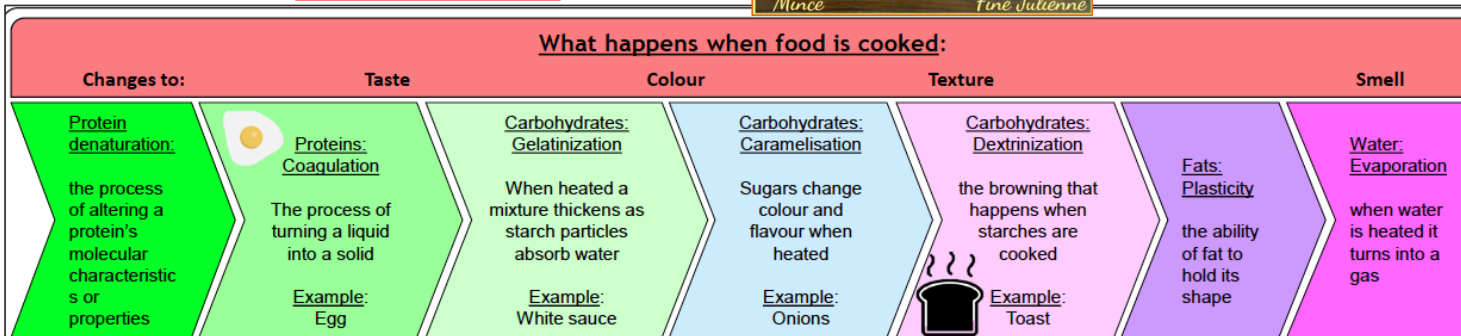 Mince Fine Julienne
What happens when food is cooked:
Changes to: Taste Colour Texture Smell
Protein
denaturation:
the process
of altering a
protein's
molecular
characteristic
s or
properties
Proteins:
Coagulation
The process of
turning a liquid
into a solid
Example:
Egg
Carbohydrates:
Gelatinization
When heated a
mixture thickens as
starch particles
absorb water
Example:
White sauce
Carbohydrates:
Caramelisation
Sugars change
colour and
flavour when
heated
Example:
Onions
Carbohydrates:
Dextrinization
the browning that
happens when
starches are
cooked
Example:
Toast
Fats:
Plasticity
the ability
of fat to
hold its
shape
Water:
Evaporation
when water
is heated it
turns into a
gas